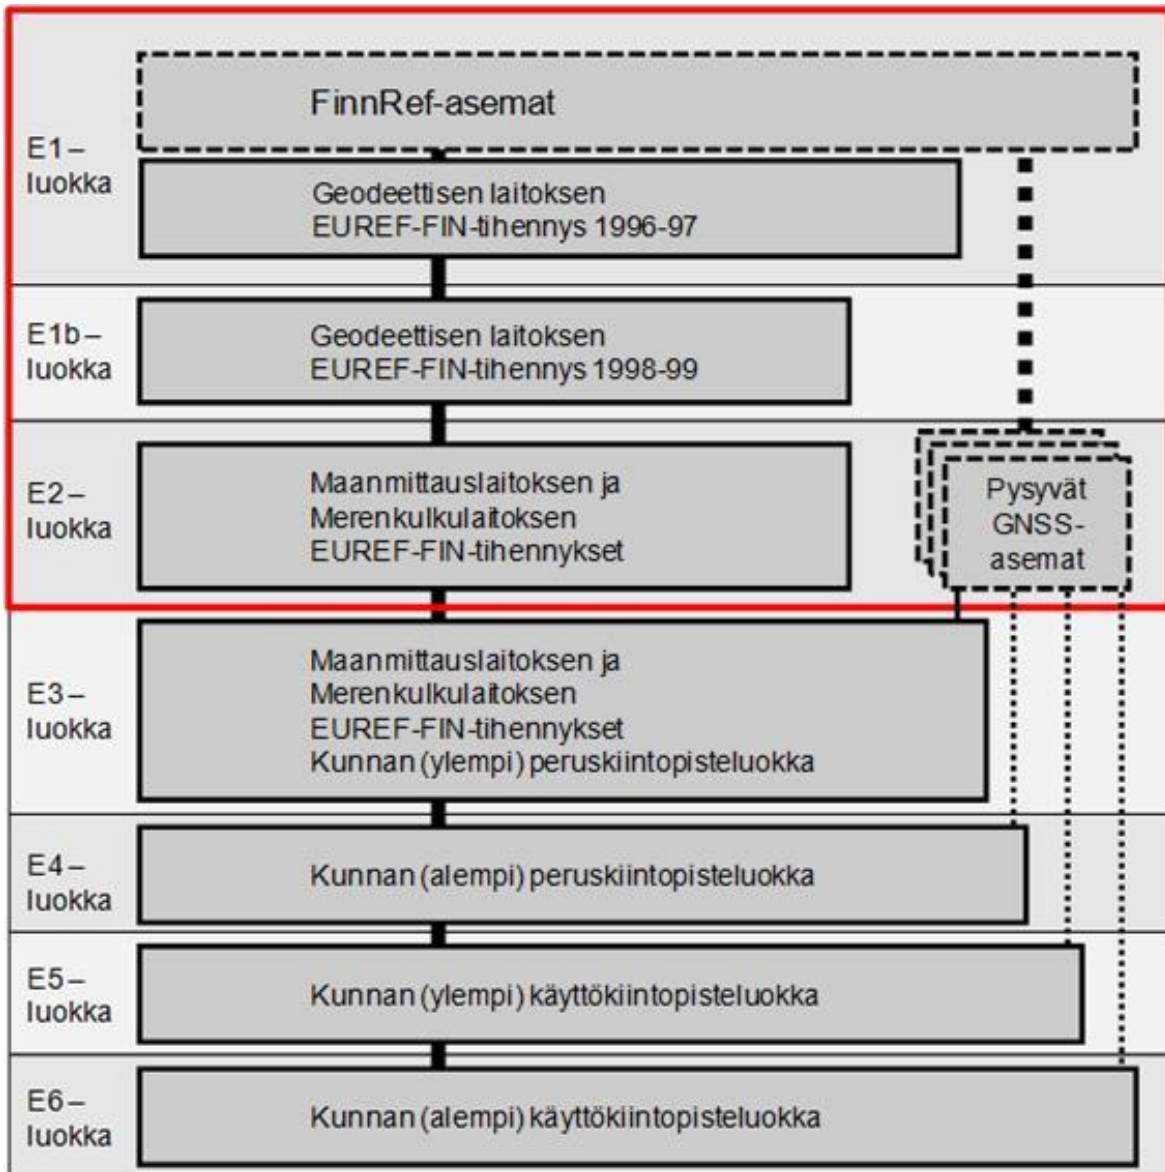 E1 –
luokka
FinnRef-asemat
Geodeettisen laitoksen
EUREF-FIN-tihennys 1996-97
E1b –
luokka
Geodeettisen laitoksen
EUREF-FIN-tihennys 1998-99
E2 –
luokka
Maanmittauslaitoksen ja
Merenkulkulaitoksen
EUREF-FIN-tihennykset
Pysyvät
GNSS-
asemat
E3 –
luokka
Maanmittauslaitoksen ja
Merenkulkulaitoksen
EUREF-FIN-tihennykset
Kunnan (ylempi) peruskiintopisteluokka
E4 –
luokka
Kunnan (alempi) peruskiintopisteluokka
E5 –
luokka
Kunnan (ylempi) käyttökiintopisteluokka
E6 –
luokka
Kunnan (alempi) käyttökiintopisteluokka